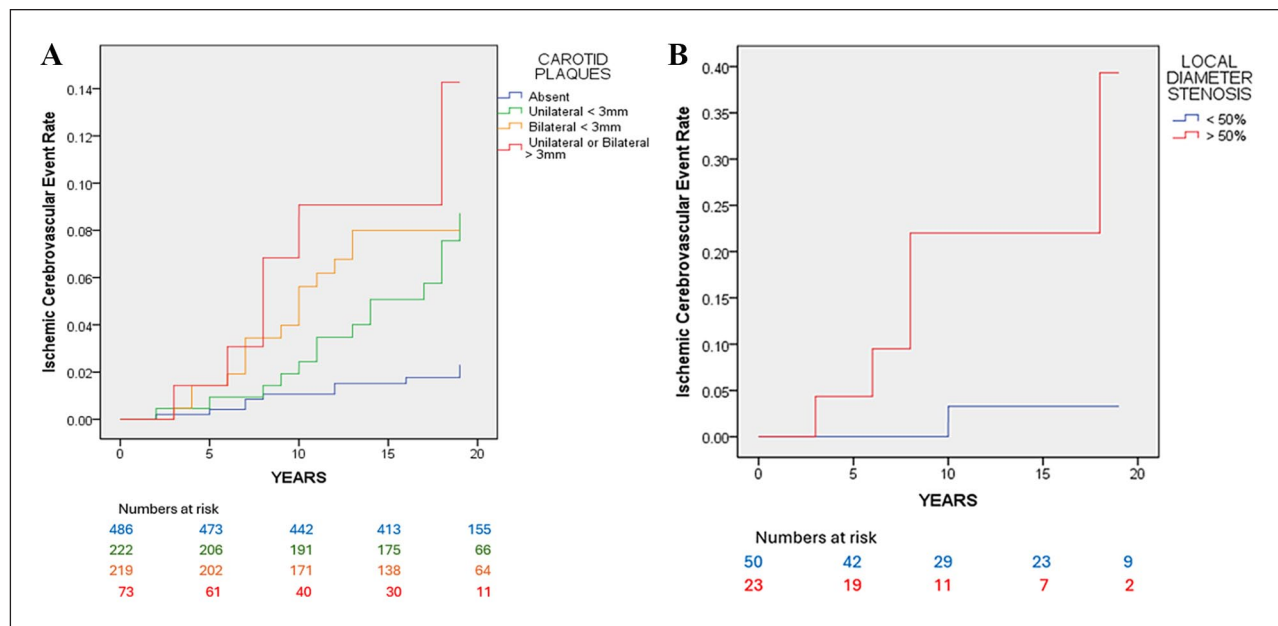 A
CAROTID
PLAQUES
Absent
Unilateral < 3mm
Bilateral < 3mm
Unilateral or Bilateral
> 3mm
Ischemic Cerebrovascular Event Rate
0.14
0.12
0.10
0.08
0.06
0.04
0.02
0.00
0 5 10 15 20
YEARS
Numbers at risk
486 473 442 413 155
222 206 191 175 66
219 202 171 138 64
73 61 40 30 11
B
LOCAL
DIAMETER
STENOSIS
< 50%
> 50%
Ischemic Cerebrovascular Event Rate
0.40
0.35
0.30
0.25
0.20
0.15
0.10
0.05
0.00
0 5 10 15 20
YEARS
Numbers at risk
50 42 29 23 9
23 19 11 7 2